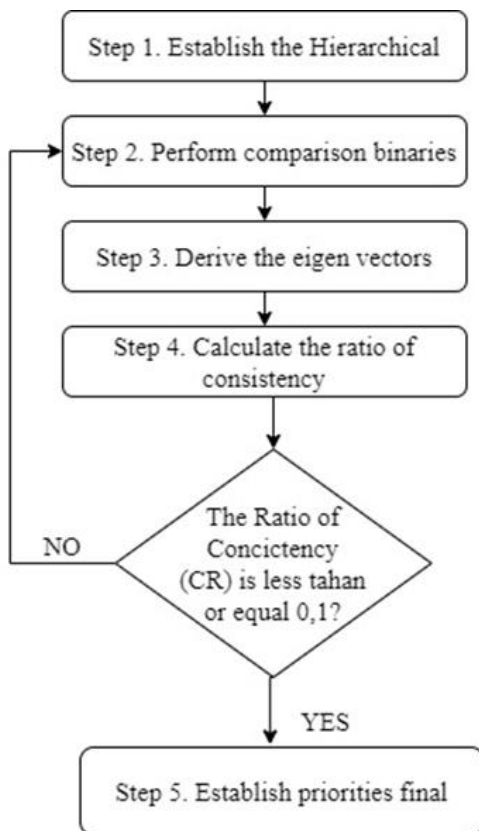 Step 1. Establish the Hierarchical
Step 2. Perform comparison binaries
Step 3. Derive the eigen vectors
Step 4. Calculate the ratio of
consistency
The Ratio of
Concictency
(CR) is less tahan
or equal 0,1?
NO
YES
Step 5. Establish priorities final